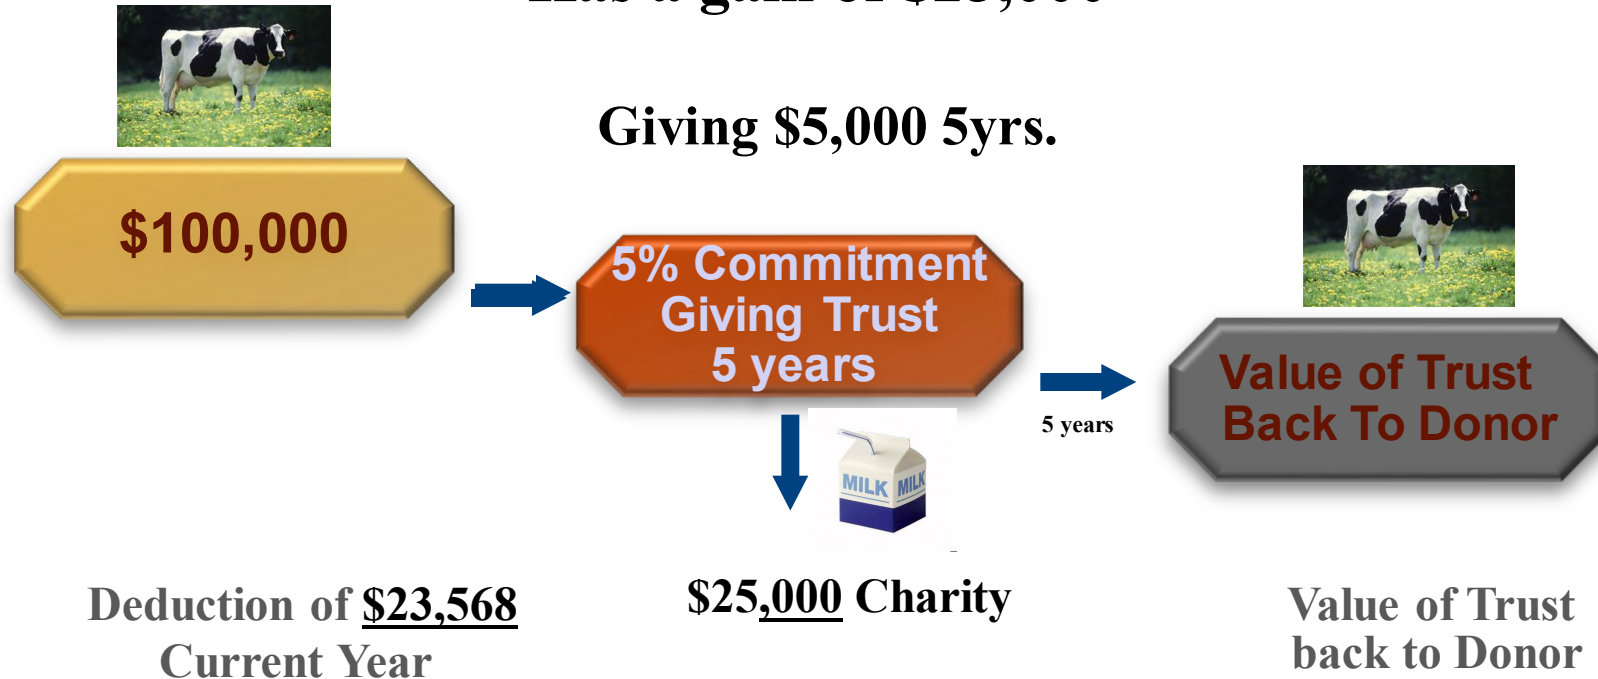 Giving $5,000 5yrs.
$100,000
5% Commitment
Giving Trust
5 years
5 years
Value of Trust
Back To Donor
MILK MILK
Deduction of $23,568
Current Year
$25,000 Charity
Value of Trust
back to Donor